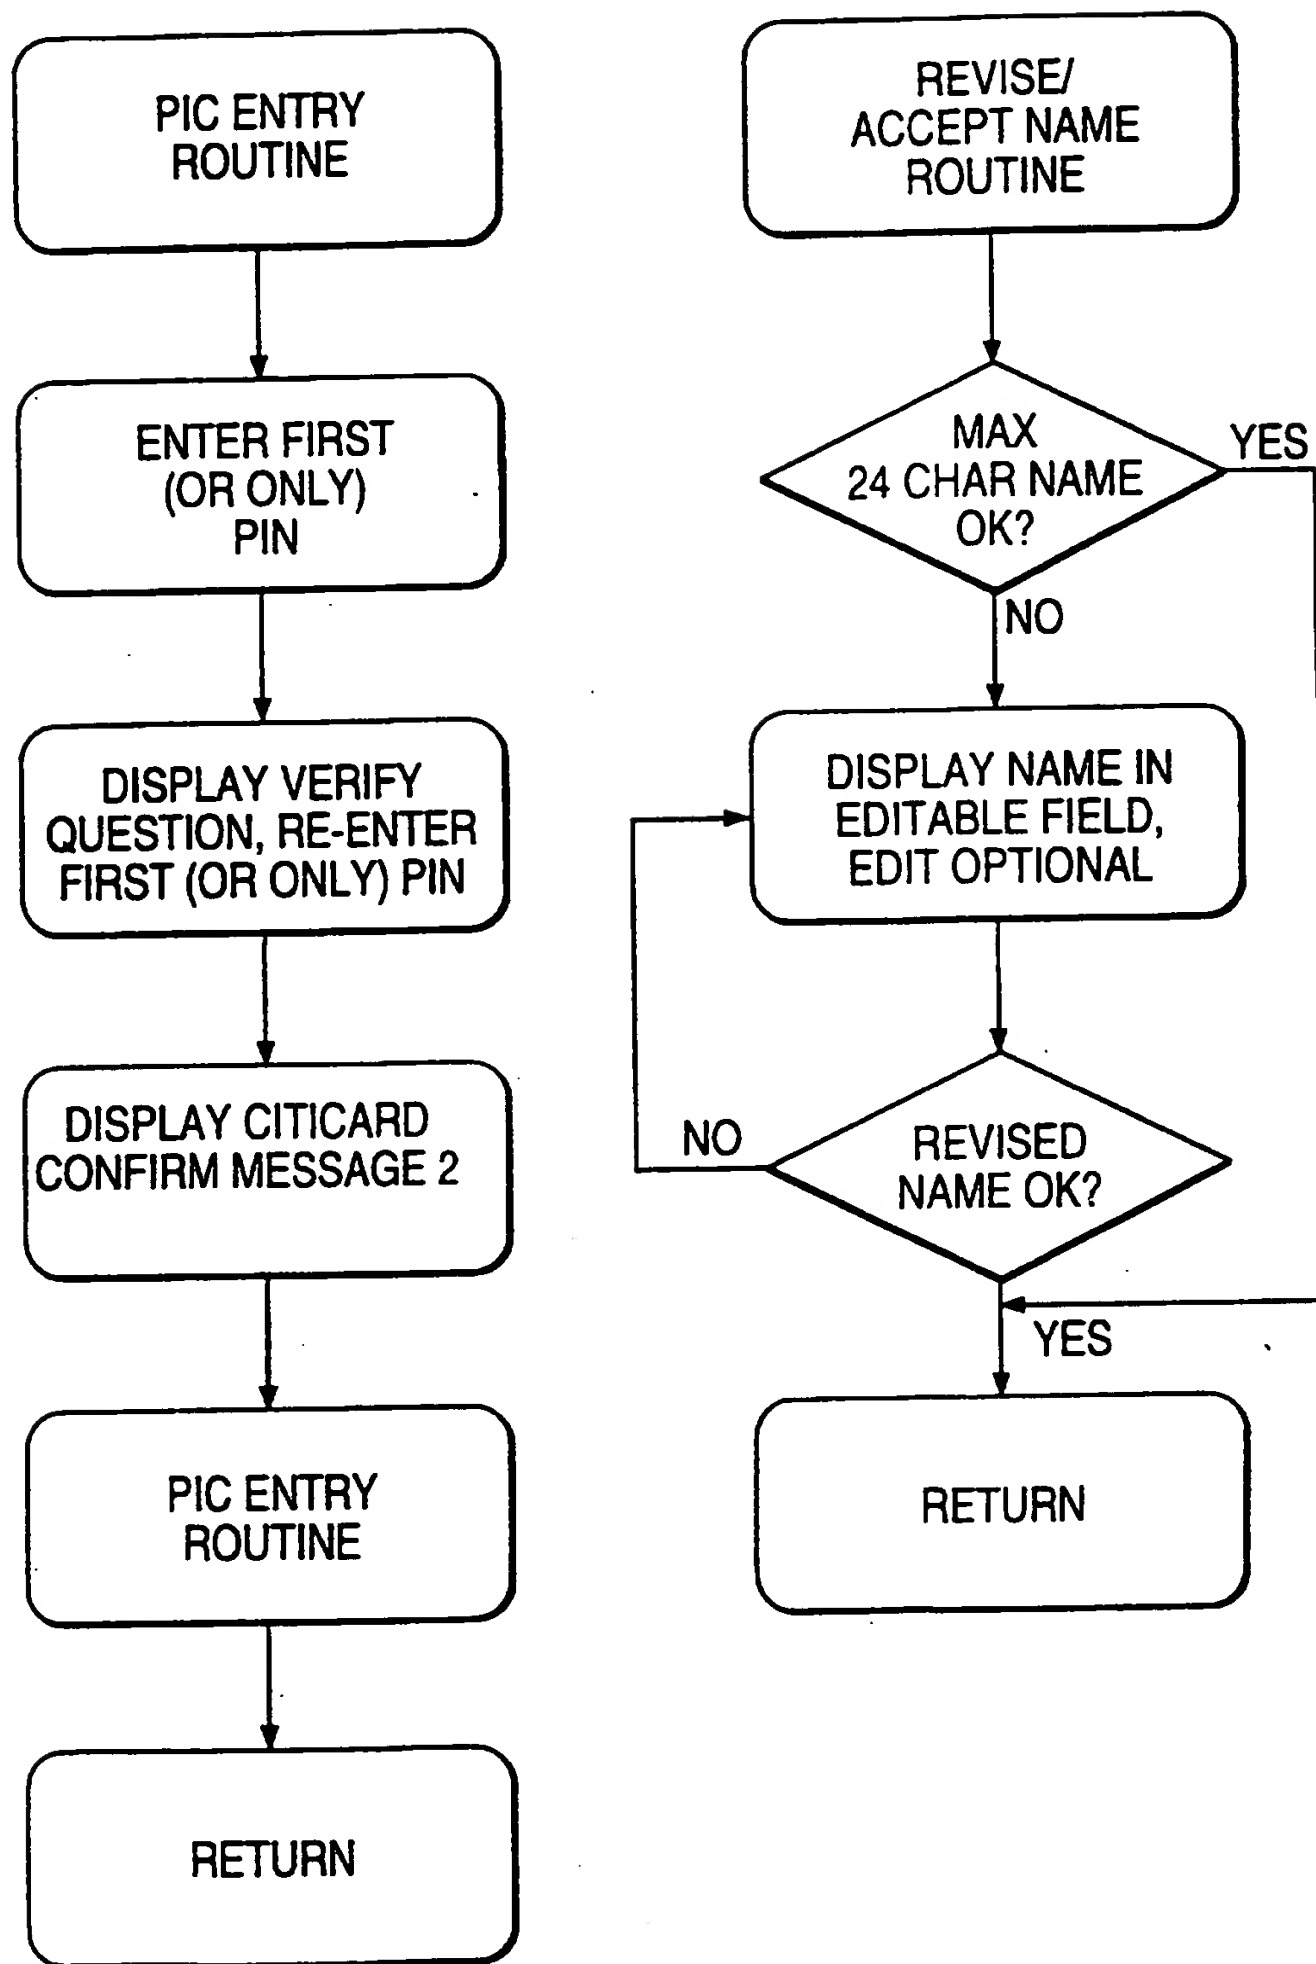 PIC ENTRY
ROUTINE
ENTER FIRST
(OR ONLY)
PIN
DISPLAY VERIFY
QUESTION, RE-ENTER
FIRST (OR ONLY) PIN
DISPLAY CITICARD
CONFIRM MESSAGE 2
PIC ENTRY
ROUTINE
RETURN
REVISE/
ACCEPT NAME
ROUTINE
MAX
24 CHAR NAME
OK?
YES
NO
DISPLAY NAME IN
EDITABLE FIELD,
EDIT OPTIONAL
NO
REVISED
NAME OK?
YES
RETURN